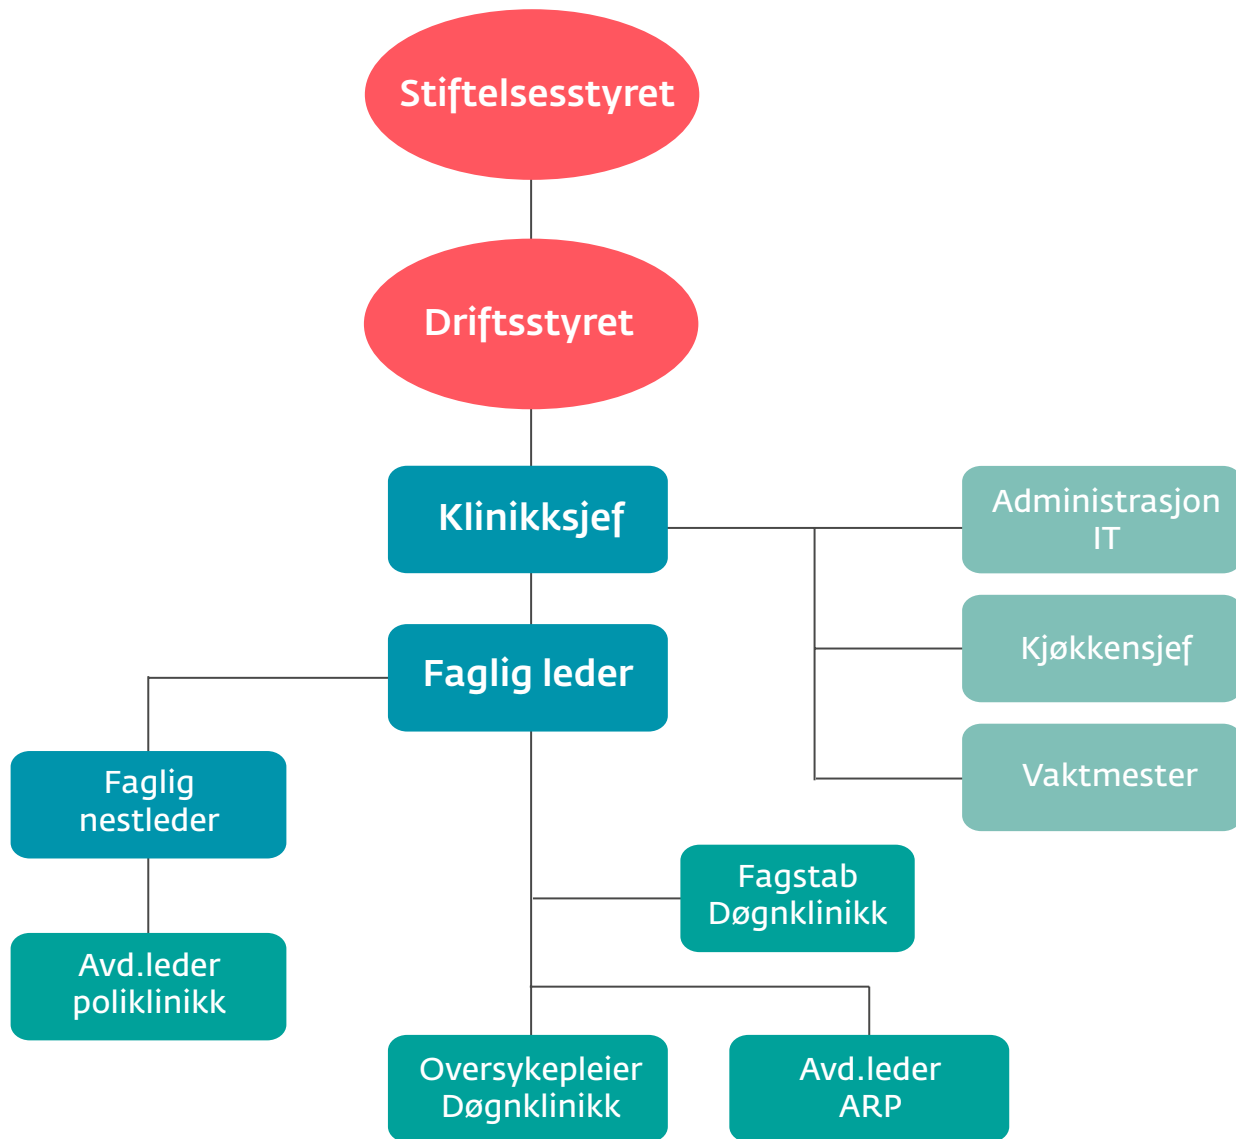 Stiftelsesstyret
Driftsstyret
Klinikksjef
Administrasjon
IT
Kjøkkensjef
Faglig leder
Vaktmester
Faglig
nestleder
Fagstab
Døgnklinikk
Avd.leder
poliklinikk
Oversykepleier
Døgnklinikk
Avd.leder
ARP